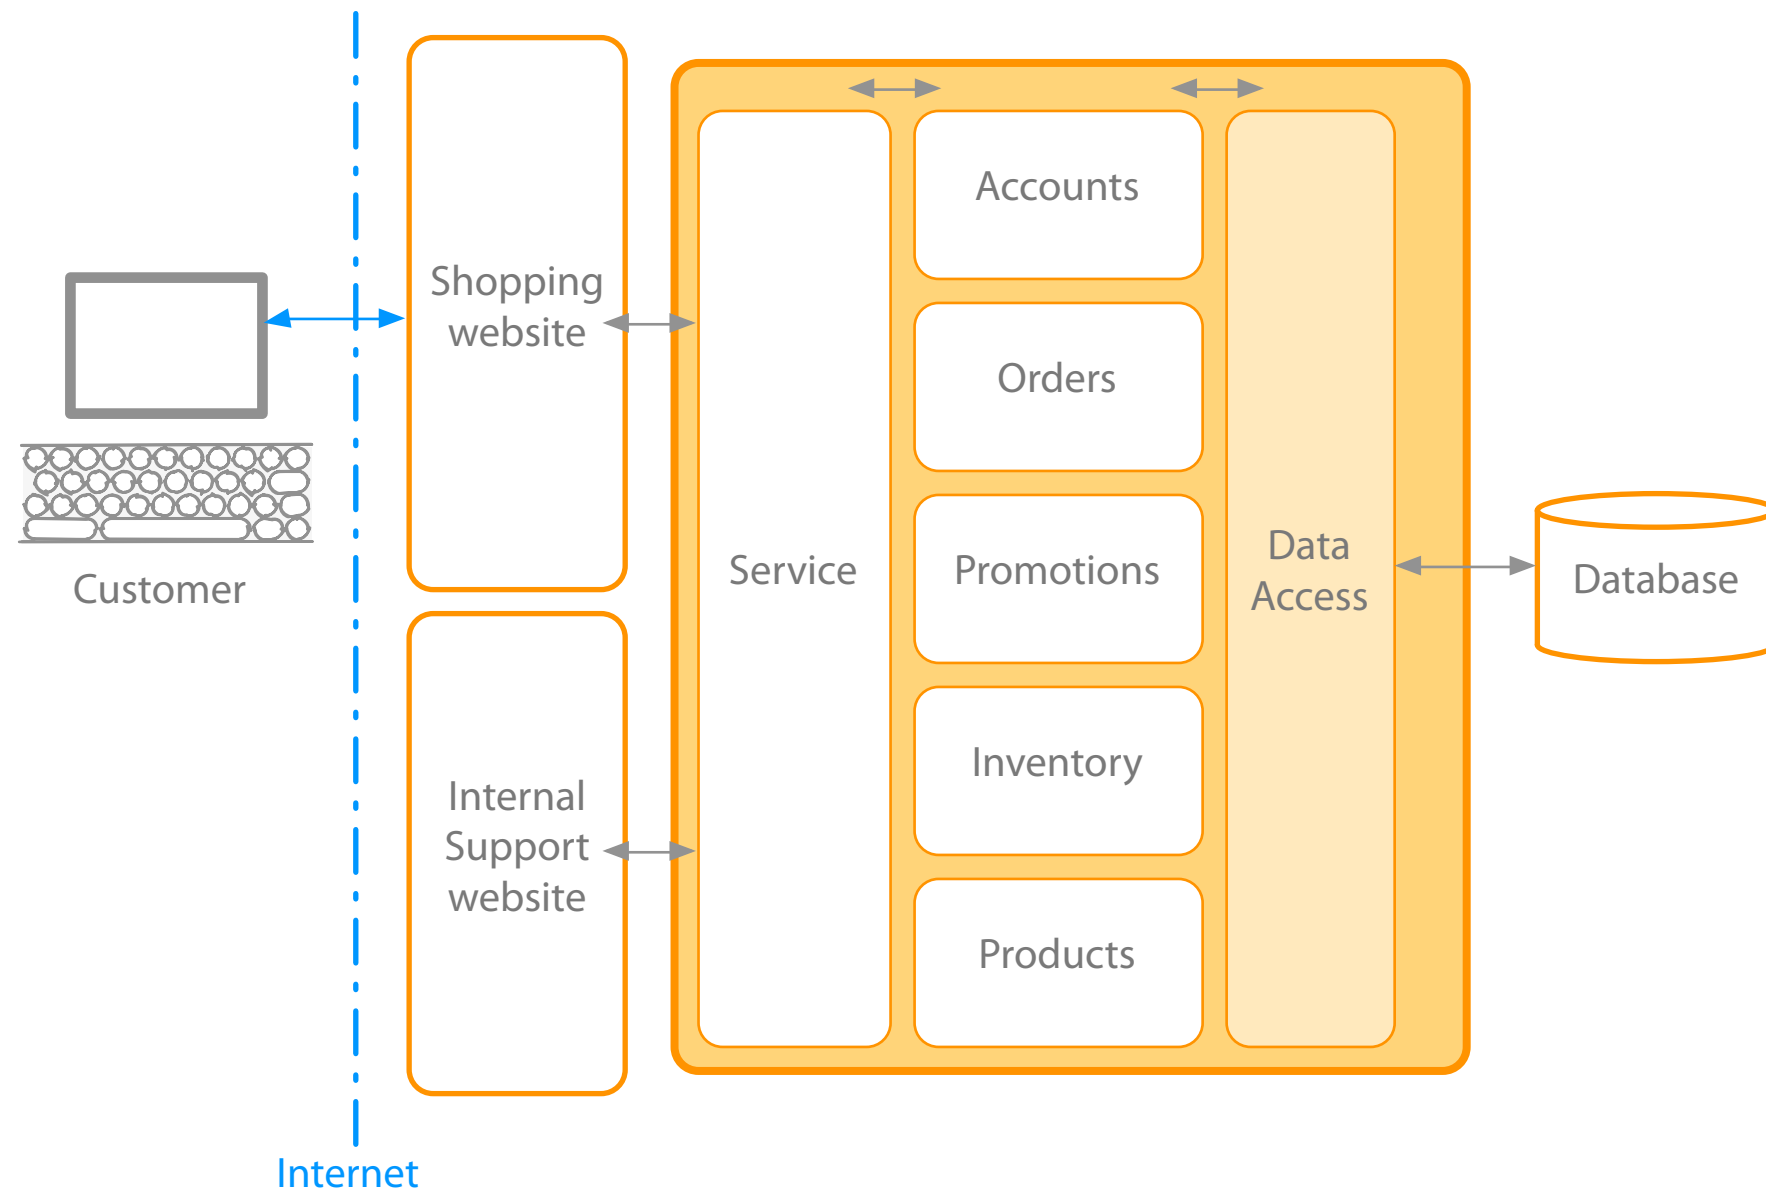 Customer
Internet
Shopping
website
Internal
Support
website
Service
Accounts
Orders
Promotions
Inventory
Products
Data
Access
Database